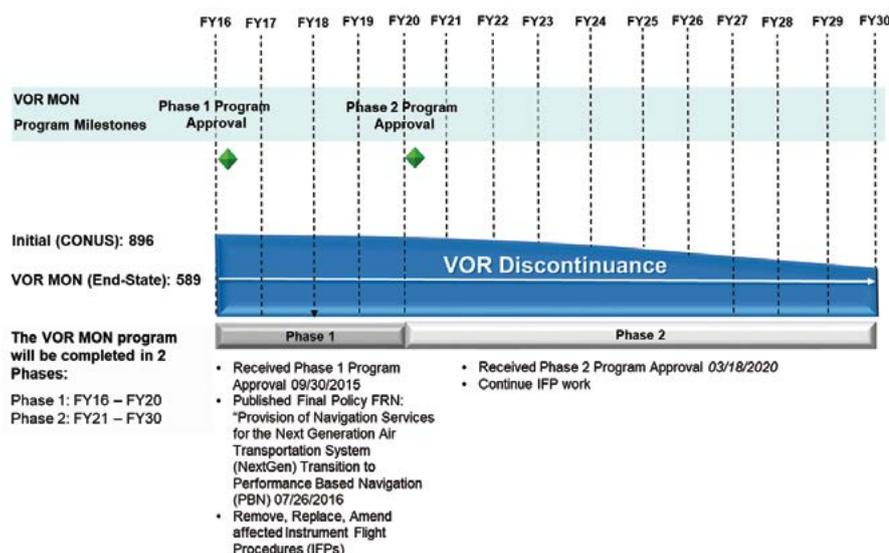 FY16 FY17 FY18 FY19 FY20 FY21 FY22 FY23 FY24 FY25 FY26 FY27 FY28 FY29 FY30
VOR MON
Program Milestones
Phase 1 Program
Approval
Phase 2 Program
Approval
Initial (CONUS): 896
VOR MON (End-State): 589
VOR Discontinuance
Phase 1
Phase 2
The VOR MON program
will be completed in 2
Phases:
Phase 1: FY16 – FY20
Phase 2: FY21 – FY30
• Received Phase 1 Program
Approval 09/30/2015
• Published Final Policy FRN:
“Provision of Navigation Services
for the Next Generation Air
Transportation System
(NextGen) Transition to
Performance Based Navigation
(PBN) 07/26/2016
• Remove, Replace, Amend
affected Instrument Flight
Procedures (IFPs)
• Received Phase 2 Program Approval 03/18/2020
• Continue IFP work